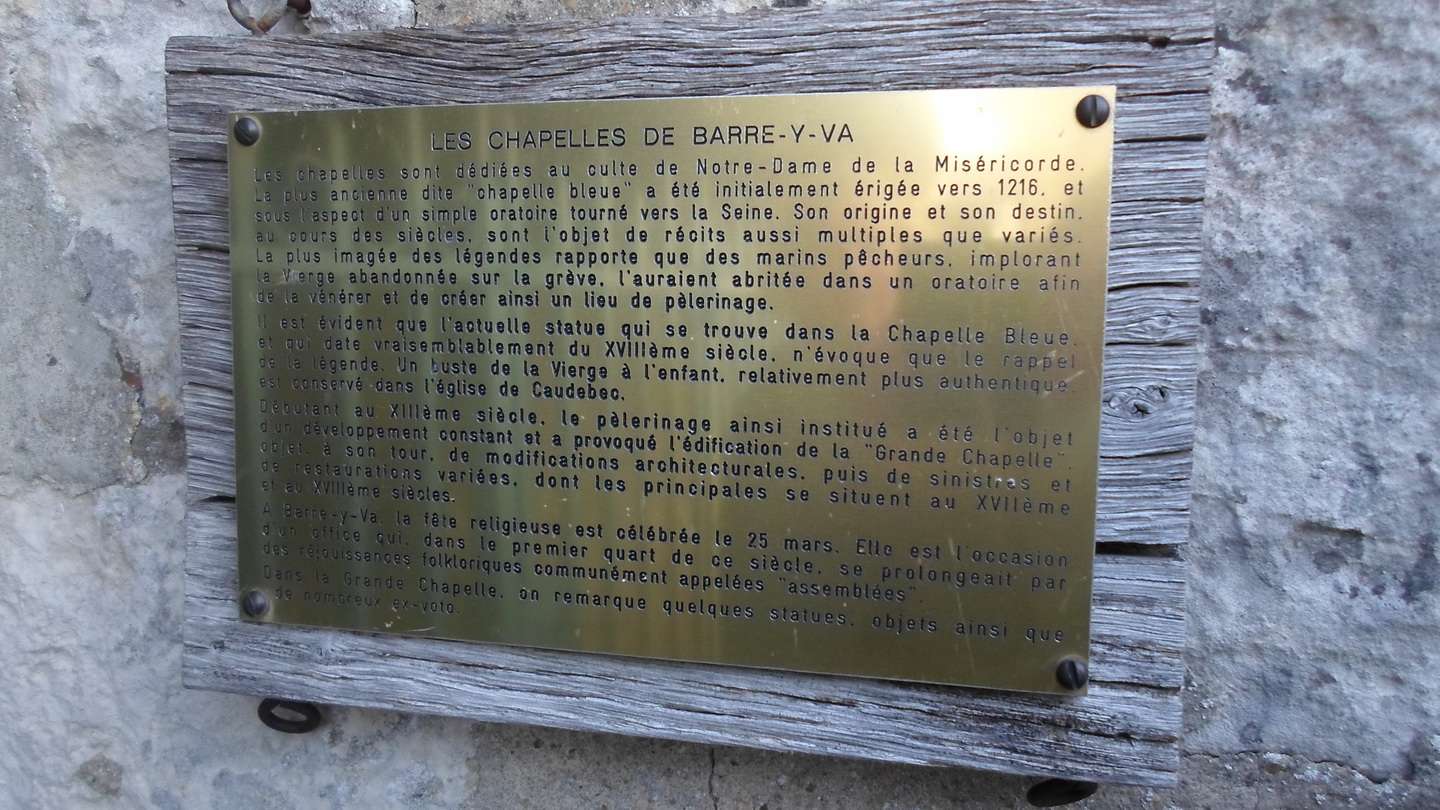 LES CHAPELLES DE BARRE-Y-VA
Les chapelles sont dédiées au culte de Notre-Dame de la Miséricorde.
La plus ancienne dite "chapelle bleue" a été initialement érigée vers 1216, et
sous l'aspect d'un simple oratoire tourné vers la Seine. Son origine et son destin,
au cours des siècles, sont l'objet de récits aussi multiples que variés.
La plus imagée des légendes rapporte que des marins pêcheurs, implorant
la Vierge abandonnée sur la grève, l'auraient abritée dans un oratoire afin
de la vénérer et de créer ainsi un lieu de pèlerinage.
Il est évident que l'actuelle statue qui se trouve dans la Chapelle Bleue,
et qui date vraisemblablement du XVIIIème siècle, n'évoque que le rappel
de la légende. Un buste de la Vierge à l'enfant, relativement plus authentique,
est conservé dans l'église de Caudebec.
Débutant au XIIIème siècle, le pèlerinage ainsi institué a été l'objet
d'un développement constant et a provoqué l'édification de la "Grande Chapelle",
objet, à son tour, de modifications architecturales, puis de sinistres et
de restaurations variées, dont les principales se situent au XVIIème
et au XVIIIème siècles.
A Barre-y-Va, la fête religieuse est célébrée le 25 mars. Elle est l'occasion
d'un office qui, dans le premier quart de ce siècle, se prolongeait par
des réjouissances folkloriques communément appelées "assemblées".
Dans la Grande Chapelle, on remarque quelques statues, objets ainsi que
de nombreux ex-voto.